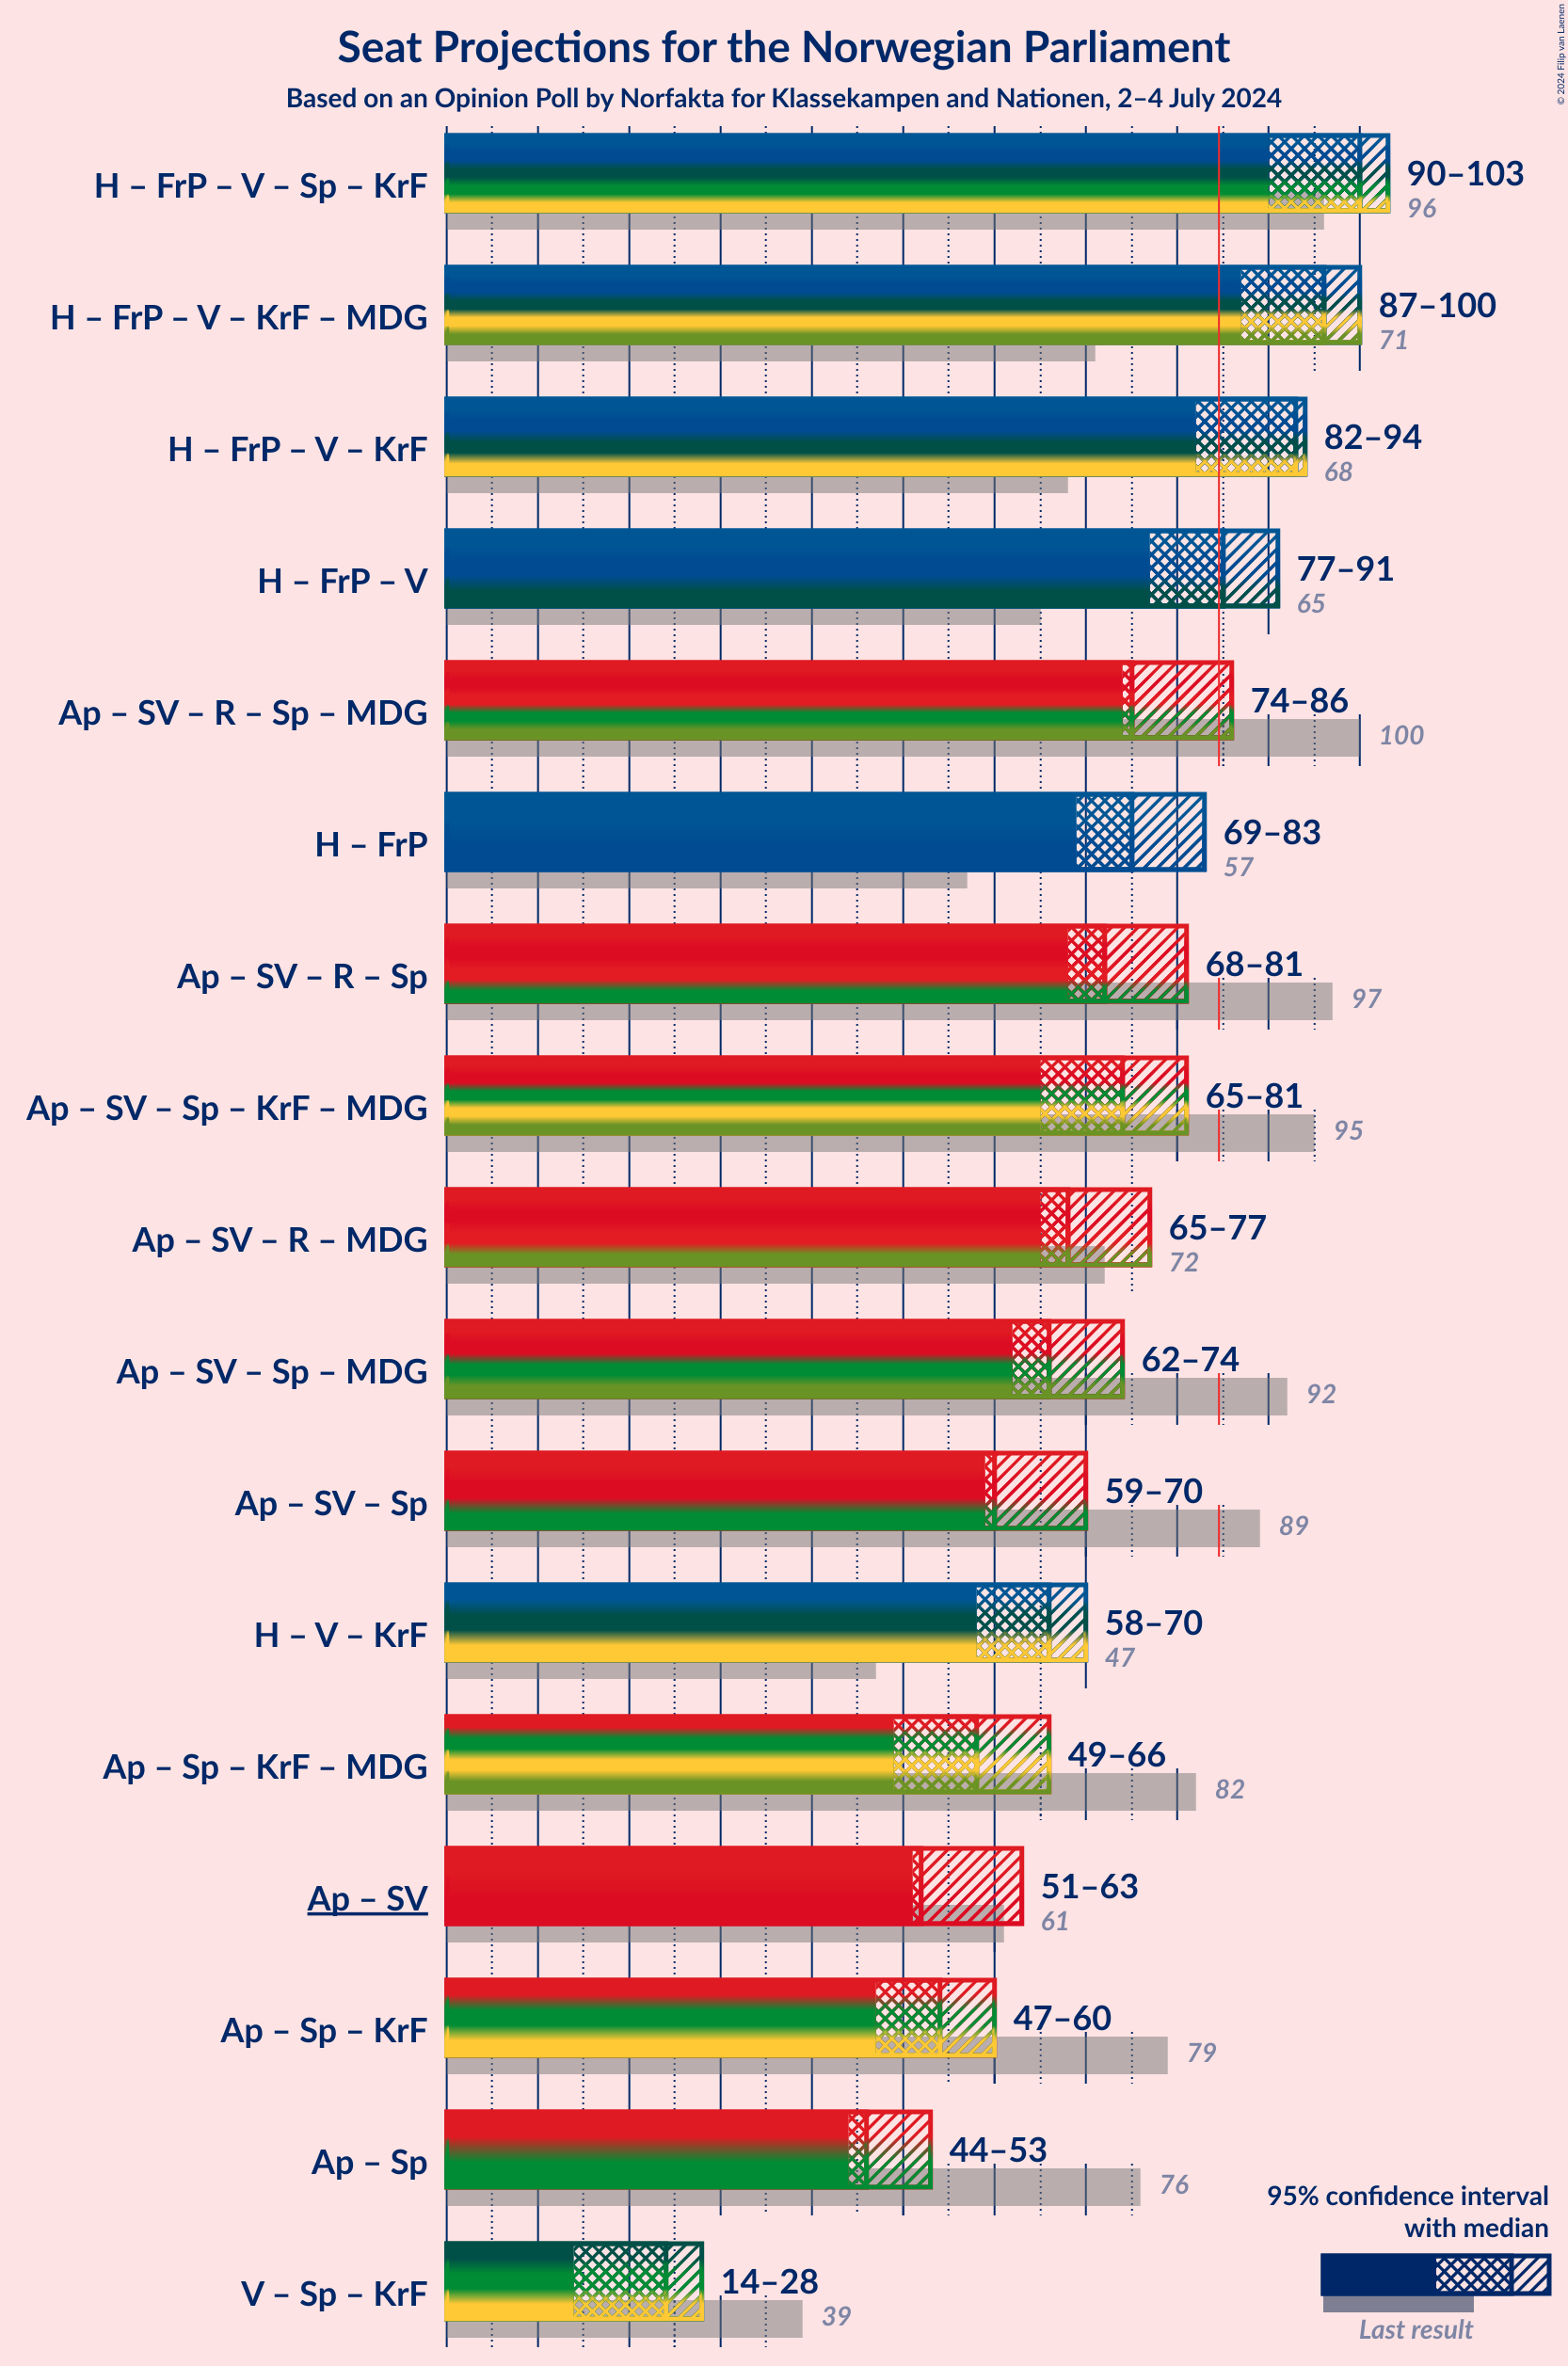 Seat Projections for the Norwegian Parliament
Based on an Opinion Poll by Norfakta for Klassekampen and Nationen, 2–4 July 2024
© 2024 Filip van Laenen
H – FrP – V – Sp – KrF
90–103
96
H – FrP – V – KrF – MDG
87–100
71
H – FrP – V – KrF
82–94
68
H – FrP – V
77–91
65
Ap – SV – R – Sp – MDG
74–86
100
H – FrP
69–83
57
Ap – SV – R – Sp
68–81
97
Ap – SV – Sp – KrF – MDG
65–81
95
Ap – SV – R – MDG
65–77
72
Ap – SV – Sp – MDG
62–74
92
Ap – SV – Sp
59–70
89
H – V – KrF
58–70
47
Ap – Sp – KrF – MDG
49–66
82
Ap – SV
51–63
61
Ap – Sp – KrF
47–60
79
Ap – Sp
44–53
76
V – Sp – KrF
14–28
39
95% confidence interval
with median
Last result